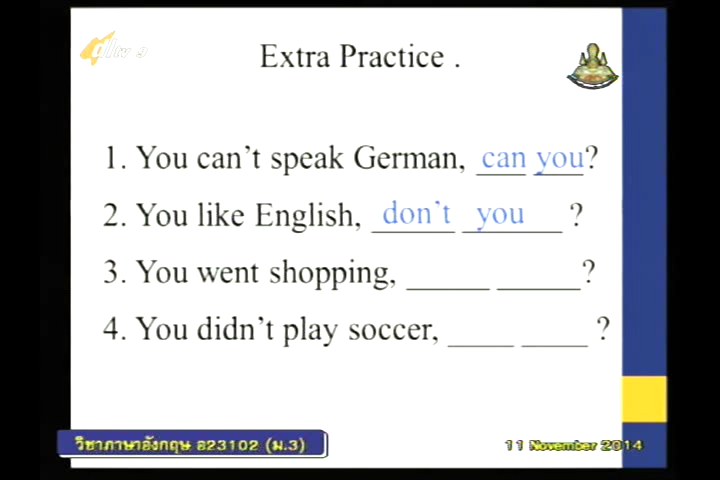 Extra Practice .
1. You can't speak German, can you?
2. You like English, don't you ?
3. You went shopping, ______ ______?
4. You didn't play soccer, _____ _____ ?
วิชาภาษาอังกฤษ อ23102 (ม.3)
11 November 2014